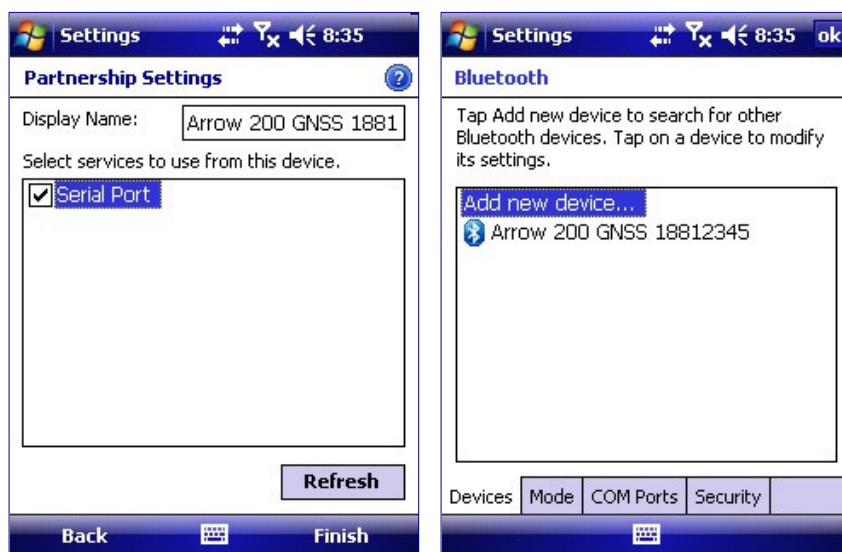 Settings 8:35
Partnership Settings
Display Name: Arrow 200 GNSS 1881
Select services to use from this device.
Serial Port
Refresh
Back Finish
Settings 8:35 ok
Bluetooth
Tap Add new device to search for other
Bluetooth devices. Tap on a device to modify
its settings.
Add new device...
Arrow 200 GNSS 18812345
Devices Mode COM Ports Security